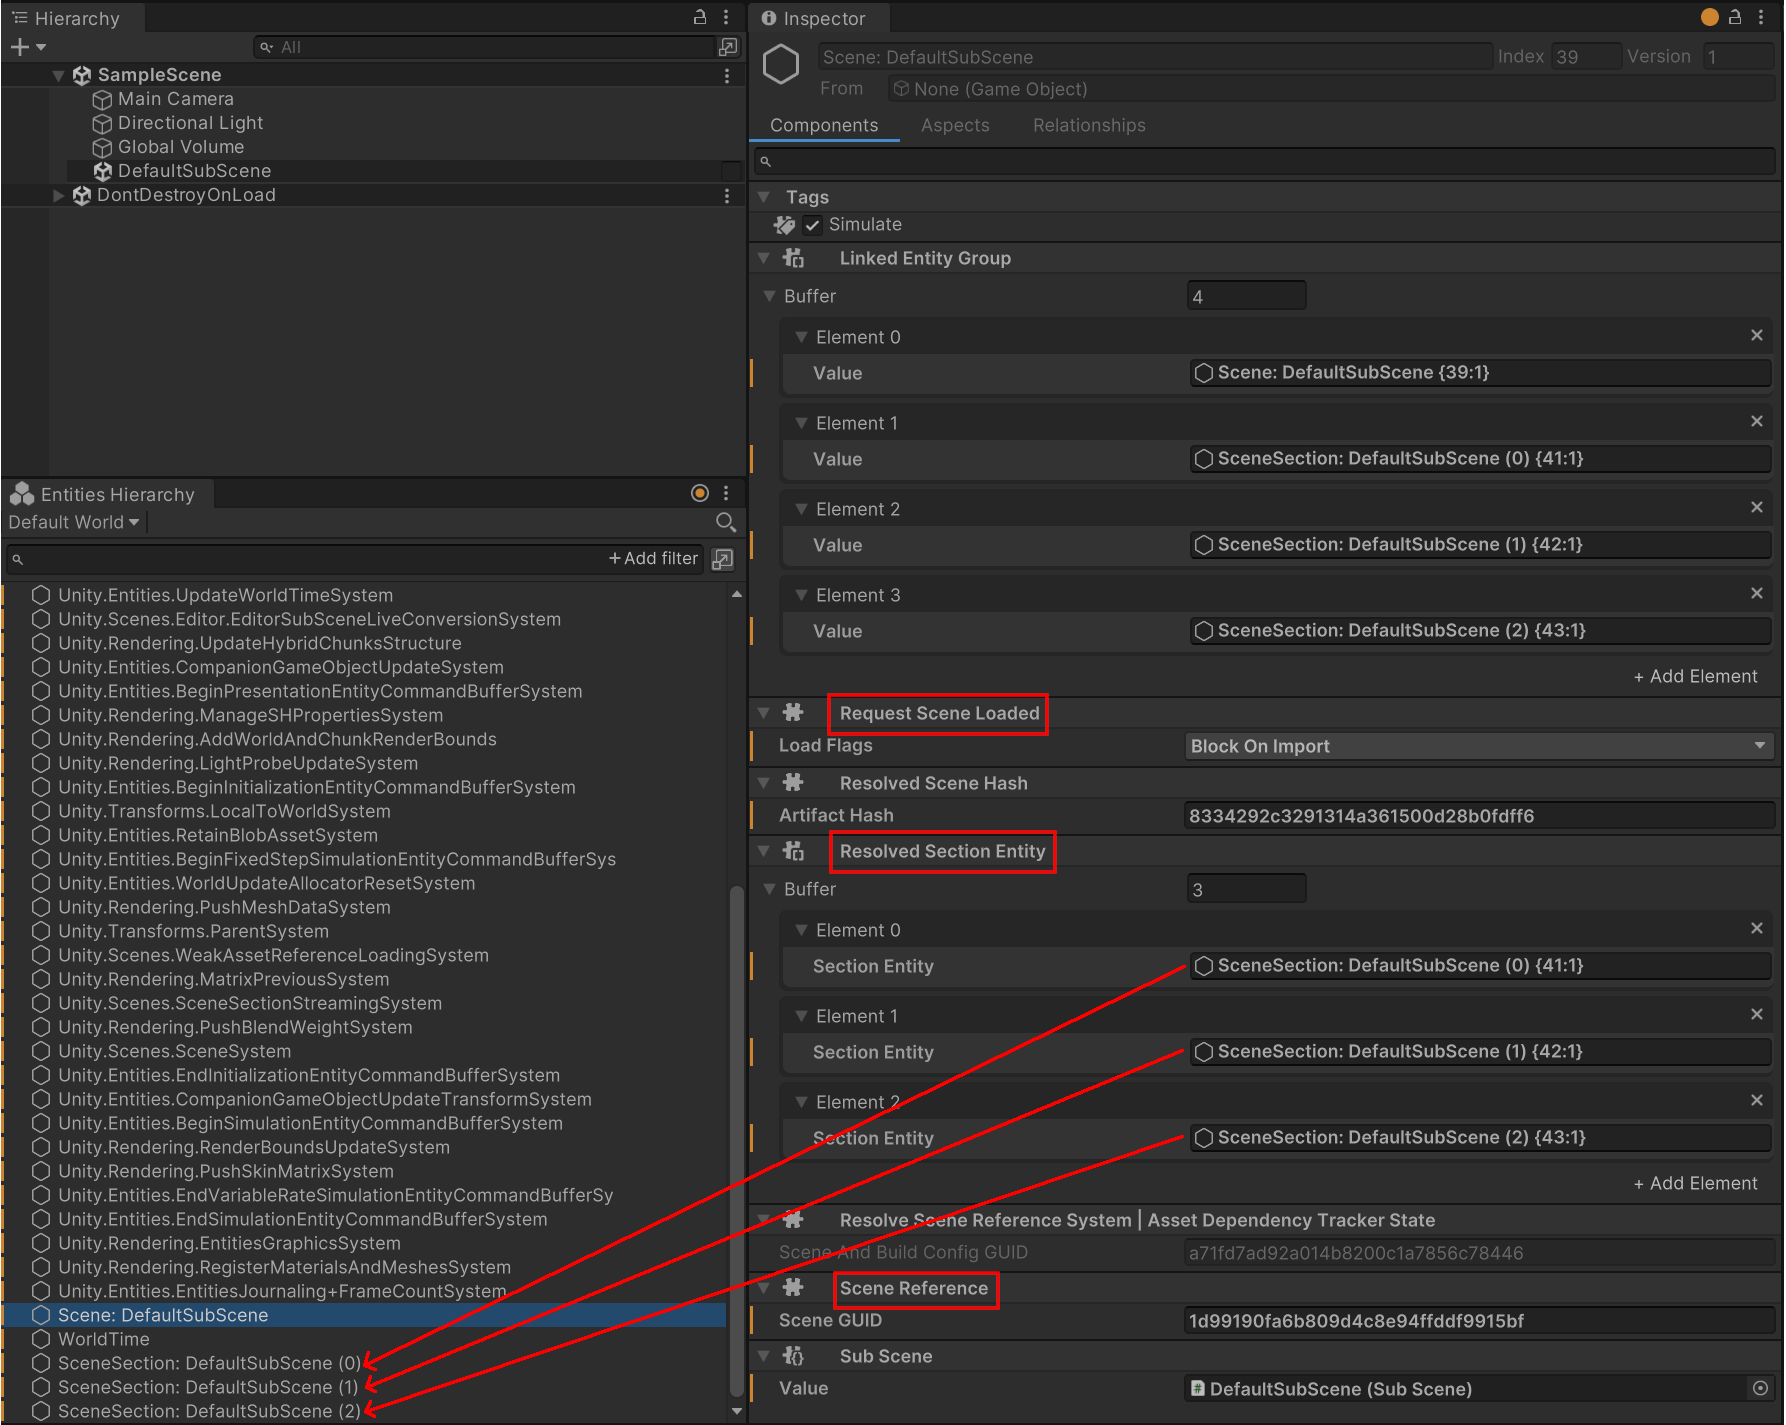 Hierarchy
All
SampleScene
Main Camera
Directional Light
Global Volume
DefaultSubScene
DontDestroyOnLoad
Entities Hierarchy
Default World
+ Add filter
Unity.Entities.UpdateWorldTimeSystem
Unity.Scenes.Editor.EditorSubSceneLiveConversionSystem
Unity.Rendering.UpdateHybridChunksStructure
Unity.Entities.CompanionGameObjectUpdateSystem
Unity.Entities.BeginPresentationEntityCommandBufferSystem
Unity.Rendering.ManageSHPropertiesSystem
Unity.Rendering.AddWorldAndChunkRenderBounds
Unity.Rendering.LightProbeUpdateSystem
Unity.Entities.BeginInitializationEntityCommandBufferSystem
Unity.Transforms.LocalToWorldSystem
Unity.Entities.RetainBlobAssetSystem
Unity.Entities.BeginFixedStepSimulationEntityCommandBufferSys
Unity.Entities.WorldUpdateAllocatorResetSystem
Unity.Rendering.PushMeshDataSystem
Unity.Transforms.ParentSystem
Unity.Scenes.WeakAssetReferenceLoadingSystem
Unity.Rendering.MatrixPreviousSystem
Unity.Scenes.SceneSectionStreamingSystem
Unity.Rendering.PushBlendWeightSystem
Unity.Scenes.SceneSystem
Unity.Entities.EndInitializationEntityCommandBufferSystem
Unity.Entities.CompanionGameObjectUpdateTransformSystem
Unity.Entities.BeginSimulationEntityCommandBufferSystem
Unity.Rendering.RenderBoundsUpdateSystem
Unity.Rendering.PushSkinMatrixSystem
Unity.Entities.EndVariableRateSimulationEntityCommandBufferSy
Unity.Entities.EndSimulationEntityCommandBufferSystem
Unity.Rendering.EntitiesGraphicsSystem
Unity.Rendering.RegisterMaterialsAndMeshesSystem
Unity.Entities.EntitiesJournaling+FrameCountSystem
Scene: DefaultSubScene
WorldTime
SceneSection: DefaultSubScene (0)
SceneSection: DefaultSubScene (1)
SceneSection: DefaultSubScene (2)
Inspector
Scene: DefaultSubScene Index 39 Version 1
From None (Game Object)
Components Aspects Relationships
Tags
Simulate
Linked Entity Group
Buffer 4
Element 0
Value Scene: DefaultSubScene {39:1}
Element 1
Value SceneSection: DefaultSubScene (0) {41:1}
Element 2
Value SceneSection: DefaultSubScene (1) {42:1}
Element 3
Value SceneSection: DefaultSubScene (2) {43:1}
+ Add Element
Request Scene Loaded
Load Flags Block On Import
Resolved Scene Hash
Artifact Hash 8334292c3291314a361500d28b0fdff6
Resolved Section Entity
Buffer 3
Element 0
Section Entity SceneSection: DefaultSubScene (0) {41:1}
Element 1
Section Entity SceneSection: DefaultSubScene (1) {42:1}
Element 2
Section Entity SceneSection: DefaultSubScene (2) {43:1}
+ Add Element
Resolve Scene Reference System | Asset Dependency Tracker State
Scene And Build Config GUID a71fd7ad92a014b8200c1a7856c78446
Scene Reference
Scene GUID 1d99190fa6b809d4c8e94ffddf9915bf
Sub Scene
Value DefaultSubScene (Sub Scene)